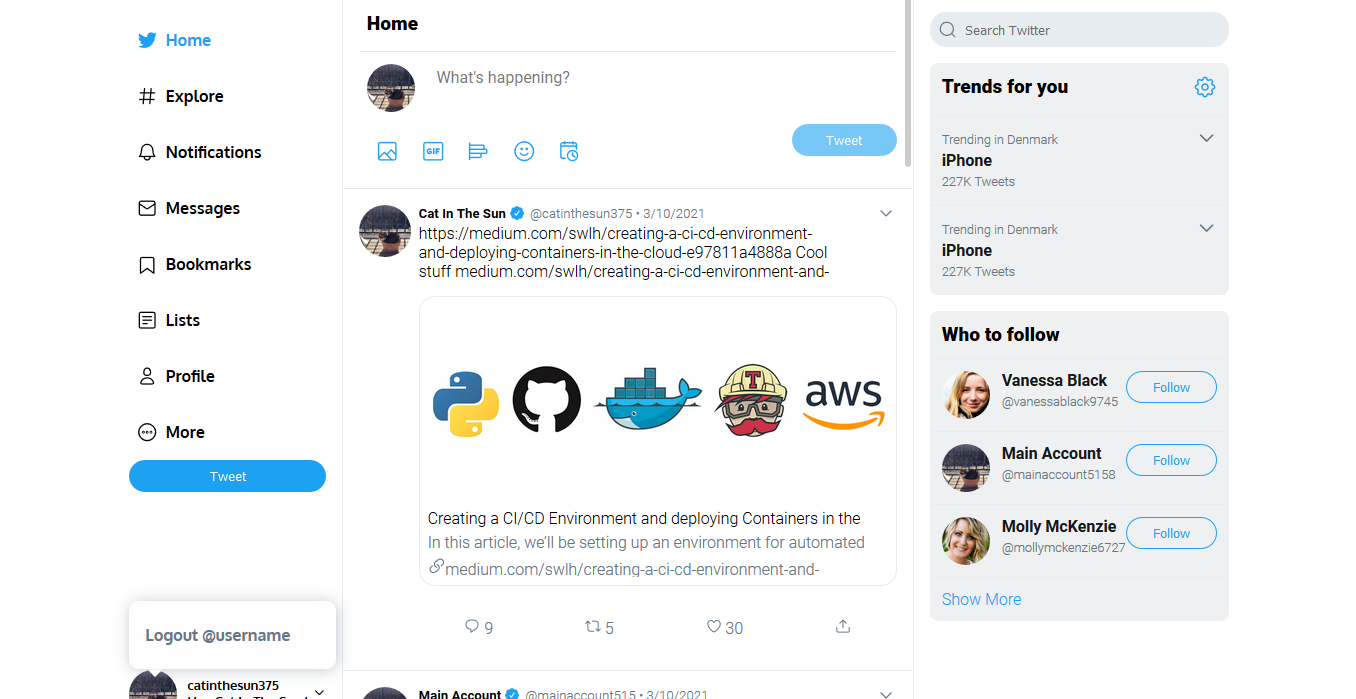 Home
Explore
Notifications
Messages
Bookmarks
Lists
Profile
More
Tweet
Logout @username
catinthesun375
Home
What's happening?
GIF
Tweet
Cat In The Sun @catinthesun375 • 3/10/2021
https://medium.com/swlh/creating-a-ci-cd-environment-
and-deploying-containers-in-the-cloud-e97811a4888a Cool
stuff medium.com/swlh/creating-a-ci-cd-environment-and-
T
aws
Creating a CI/CD Environment and deploying Containers in the
In this article, we'll be setting up an environment for automated
medium.com/swlh/creating-a-ci-cd-environment-and-
9 5 30
Main Account @mainaccount515 • 3/10/2021
Search Twitter
Trends for you
Trending in Denmark
iPhone
227K Tweets
Trending in Denmark
iPhone
227K Tweets
Who to follow
Vanessa Black
@vanessablack9745
Follow
Main Account
@mainaccount5158
Follow
Molly McKenzie
@mollymckenzie6727
Follow
Show More